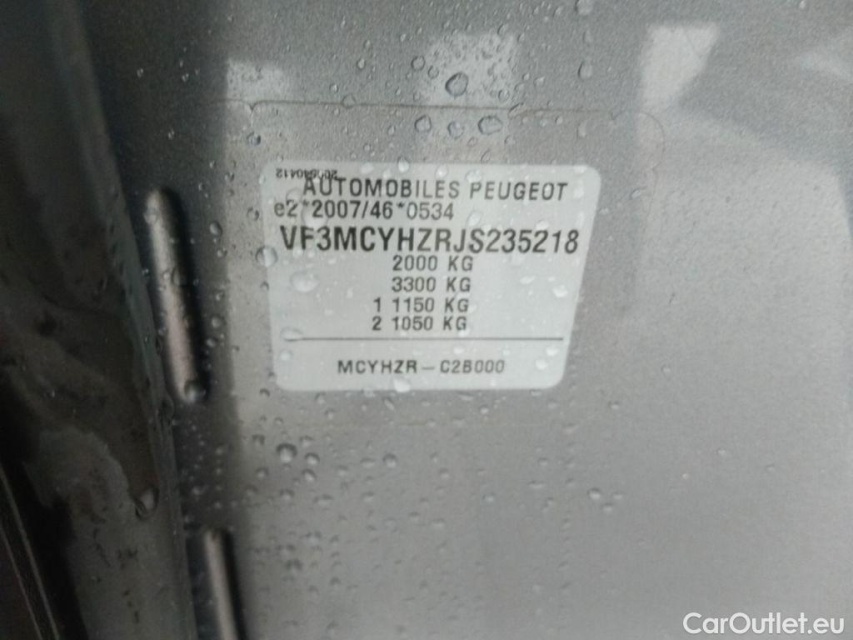 AUTOMOBILES PEUGEOT
e2*2007/46*0534
VF3MCYHZRJS235218
2000 KG
3300 KG
1 1150 KG
2 1050 KG
MCYHZR-C2B000
CarOutlet.eu